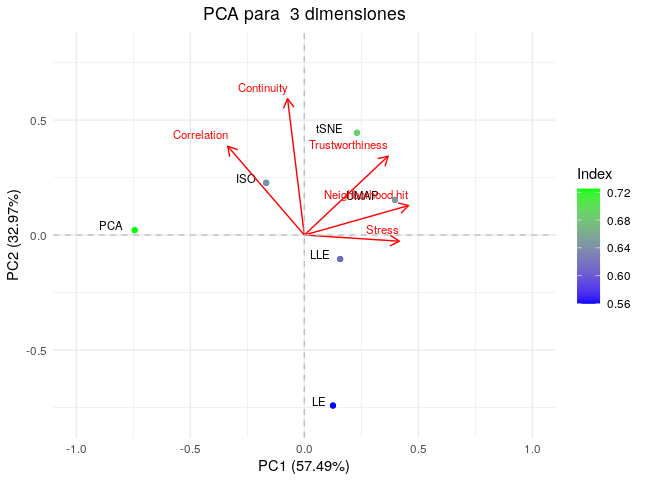 PCA para 3 dimensiones
Continuity
Correlation
tSNE
Trustworthiness
ISO
Neighborhood hit
UMAP
PCA
Stress
LLE
LE
0.5
0.0
-0.5
PC2 (32.97%)
-1.0 -0.5 0.0 0.5 1.0
PC1 (57.49%)
Index
0.72
0.68
0.64
0.60
0.56